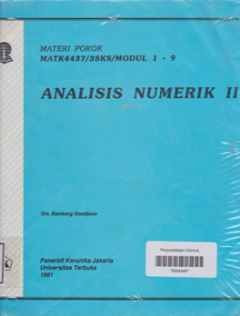 MATERI POKOK
MATK4437/3SKS/MODUL 1 - 9
ANALISIS NUMERIK II
Drs. Bambang Soedijono
Penerbit Karunika Jakarta
Universitas Terbuka
1991